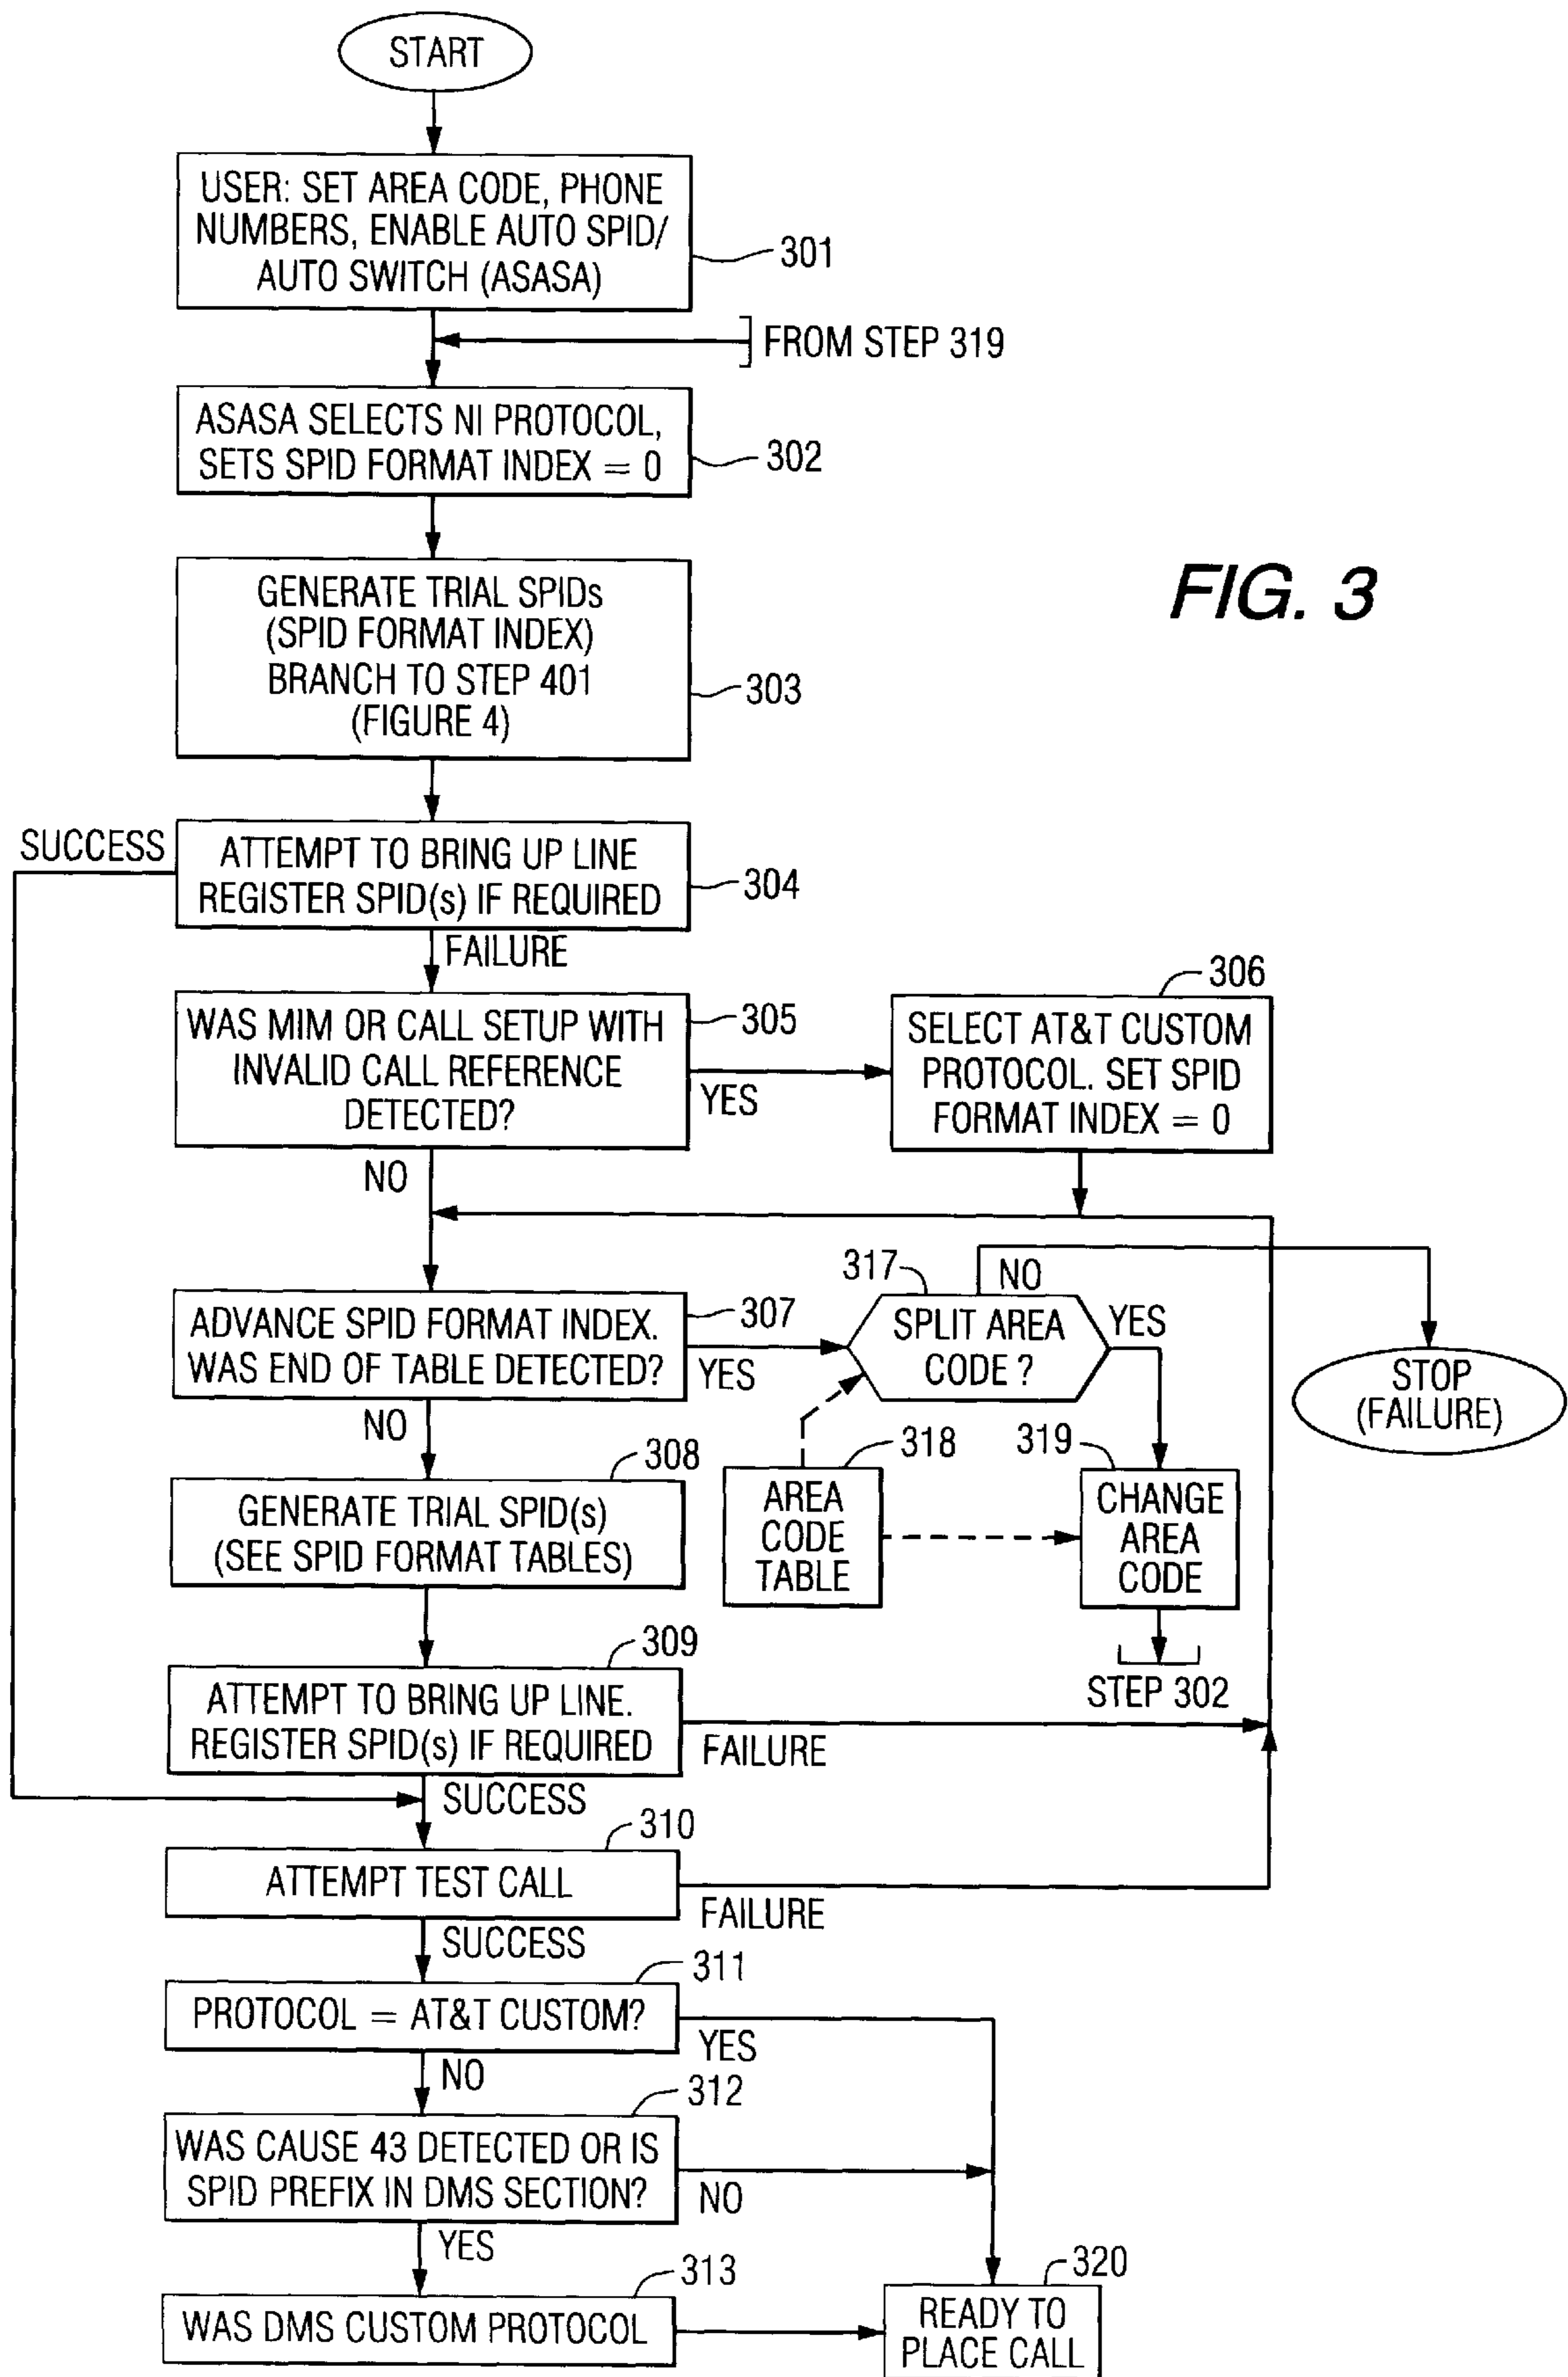 START
USER: SET AREA CODE, PHONE
NUMBERS, ENABLE AUTO SPID/
AUTO SWITCH (ASASA)
301
FROM STEP 319
ASASA SELECTS NI PROTOCOL,
SETS SPID FORMAT INDEX = 0
302
FIG. 3
GENERATE TRIAL SPIDs
(SPID FORMAT INDEX)
BRANCH TO STEP 401
(FIGURE 4)
303
SUCCESS
ATTEMPT TO BRING UP LINE
REGISTER SPID(s) IF REQUIRED
304
FAILURE
WAS MIM OR CALL SETUP WITH
INVALID CALL REFERENCE
DETECTED?
305
YES
NO
306
SELECT AT&T CUSTOM
PROTOCOL. SET SPID
FORMAT INDEX = 0
ADVANCE SPID FORMAT INDEX.
WAS END OF TABLE DETECTED?
307
YES
NO
317
SPLIT AREA
CODE ?
NO
YES
STOP
(FAILURE)
308
GENERATE TRIAL SPID(s)
(SEE SPID FORMAT TABLES)
318
AREA
CODE
TABLE
319
CHANGE
AREA
CODE
STEP 302
309
ATTEMPT TO BRING UP LINE.
REGISTER SPID(s) IF REQUIRED
FAILURE
SUCCESS
310
ATTEMPT TEST CALL
FAILURE
SUCCESS
311
PROTOCOL = AT&T CUSTOM?
YES
NO
312
WAS CAUSE 43 DETECTED OR IS
SPID PREFIX IN DMS SECTION?
NO
YES
313
WAS DMS CUSTOM PROTOCOL
320
READY TO
PLACE CALL